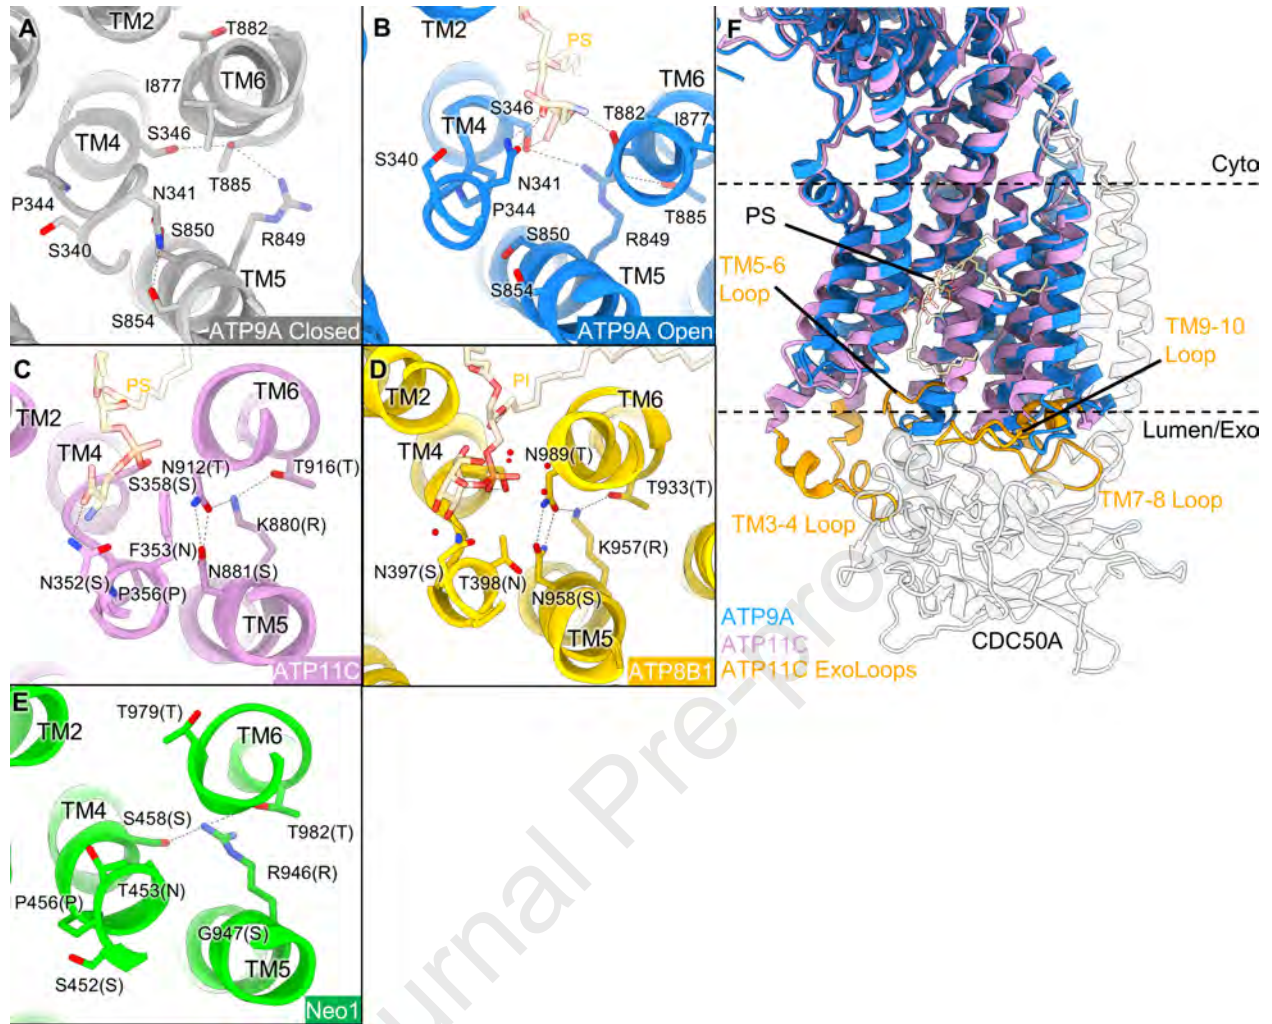 A
TM2
T882
TM6
I877
S346
TM4
T885
N341
P344
S850
R849
S340
TM5
S854
ATP9A Closed
B
TM2
PS
TM6
S346
T882
I877
TM4
S340
N341
P344
T885
S850
R849
TM5
S854
ATP9A Open
C
PS
TM6
TM2
TM4
N912(T)
T916(T)
S358(S)
K880(R)
F353(N)
N352(S)
N881(S)
P356(P)
TM5
ATP11C
D
PI
TM2
TM6
TM4
N989(T)
T933(T)
K957(R)
N397(S)
T398(N)
N958(S)
TM5
ATP8B1
E
T979(T)
TM2
TM6
TM4
S458(S)
T982(T)
R946(R)
T453(N)
P456(P)
G947(S)
TM5
S452(S)
Neo1
F
Cyto
PS
TM5-6
Loop
TM9-10
Loop
Lumen/Exo
TM7-8 Loop
TM3-4 Loop
ATP9A
ATP11C
ATP11C ExoLoops
CDC50A
urnal Pre-proo